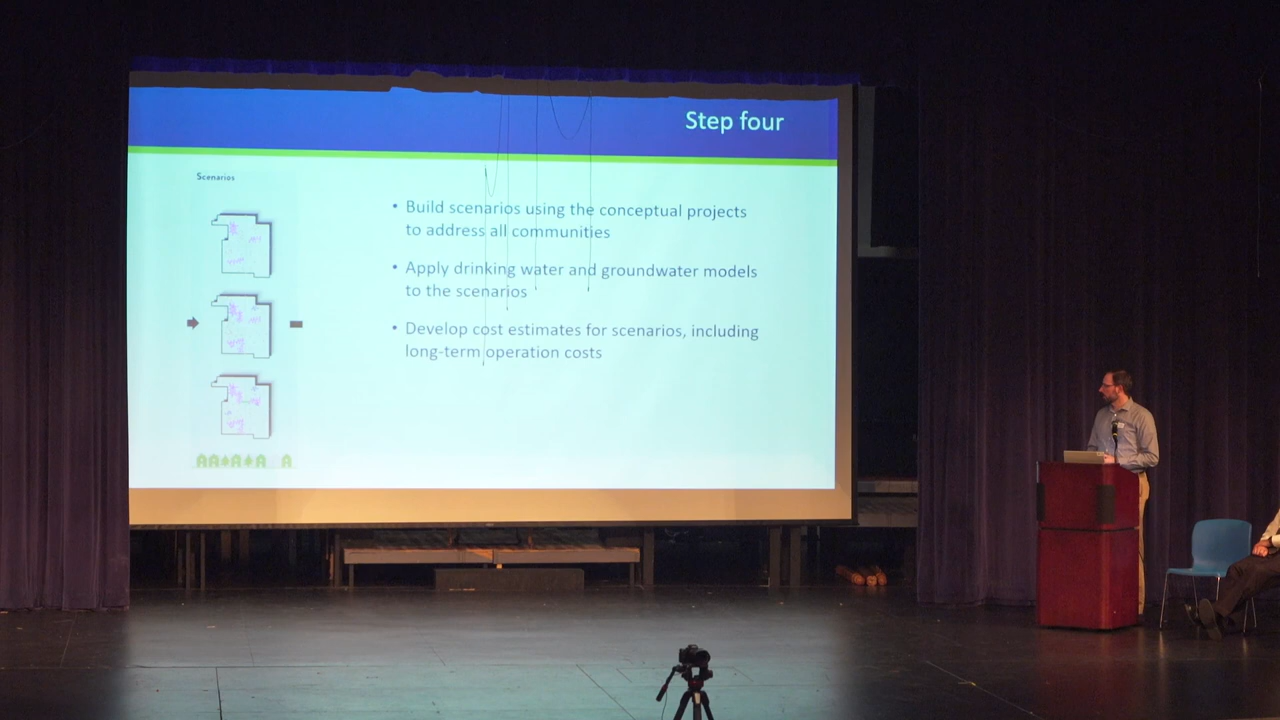 Step four
Scenarios
• Build scenarios using the conceptual projects
to address all communities
• Apply drinking water and groundwater models
to the scenarios
• Develop cost estimates for scenarios, including
long-term operation costs